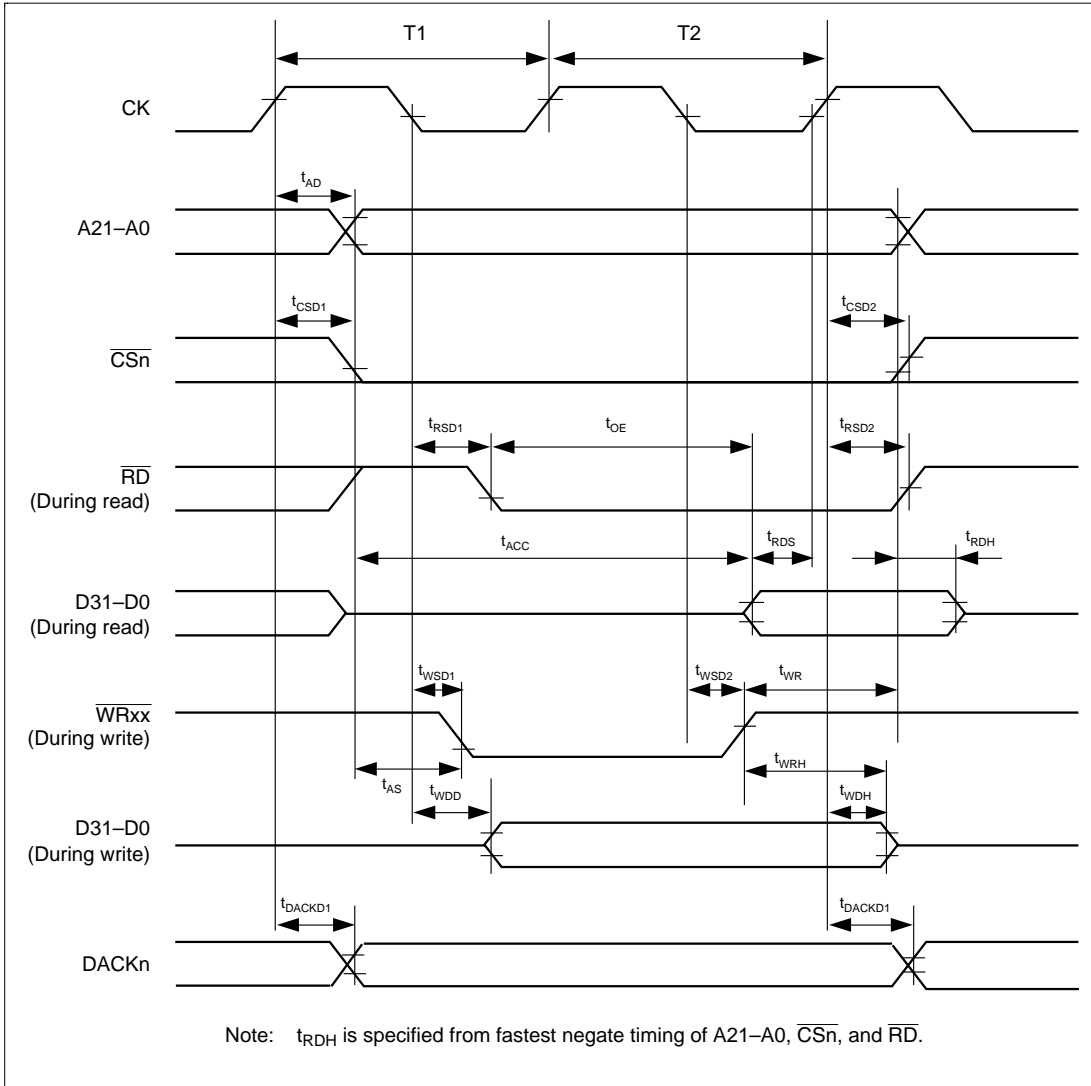 T1 T2
CK
tAD
A21–A0
tCSD1 tCSD2
CSn
tRSD1 tOE tRSD2
RD
(During read)
tACC tRDS tRDH
D31–D0
(During read)
tWSD1 tWSD2 tWR
WRxx
(During write)
tAS tWDD tWRH tWDH
D31–D0
(During write)
tDACKD1 tDACKD1
DACKn
Note: tRDH is specified from fastest negate timing of A21–A0, CSn, and RD.